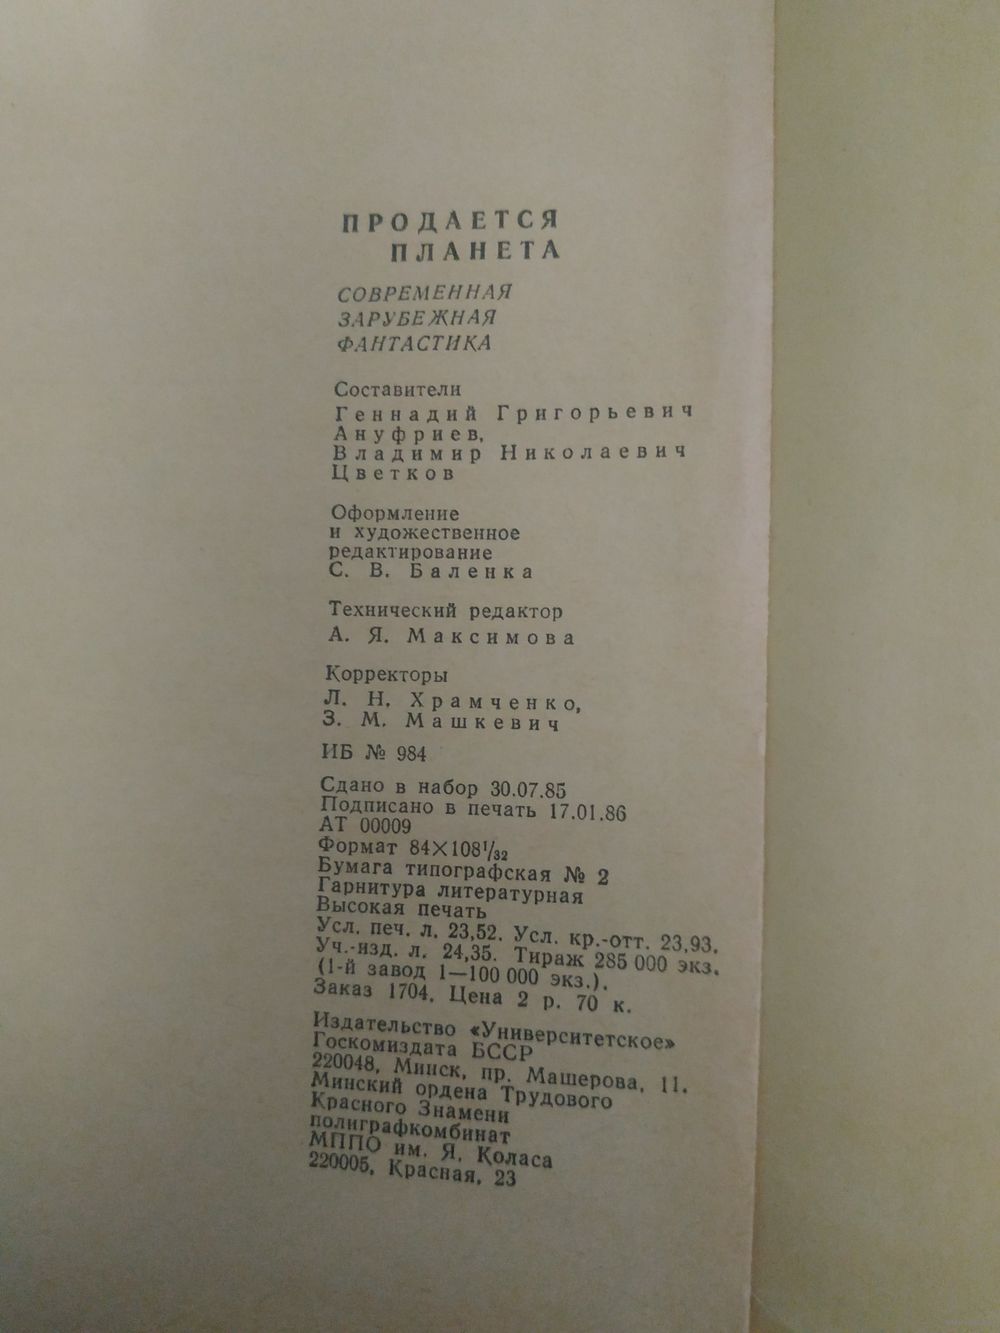 ПРОДАЕТСЯ
ПЛАНЕТА
СОВРЕМЕННАЯ
ЗАРУБЕЖНАЯ
ФАНТАСТИКА
Составители
Геннадий Григорьевич
Ануфриев,
Владимир Николаевич
Цветков
Оформление
и художественное
редактирование
С. В. Баленка
Технический редактор
А. Я. Максимова
Корректоры
Л. Н. Храмченко,
З. М. Машкевич
ИБ № 984
Сдано в набор 30.07.85
Подписано в печать 17.01.86
АТ 00009
Формат 84×108 1/32
Бумага типографская № 2
Гарнитура литературная
Высокая печать
Усл. печ. л. 23,52. Усл. кр.-отт. 23,93.
Уч.-изд. л. 24,35. Тираж 285 000 экз.
(1-й завод 1—100 000 экз.).
Заказ 1704. Цена 2 р. 70 к.
Издательство «Университетское»
Госкомиздата БССР
220048, Минск, пр. Машерова, 11.
Минский ордена Трудового
Красного Знамени
полиграфкомбинат
МППО им. Я. Коласа
220005, Красная, 23